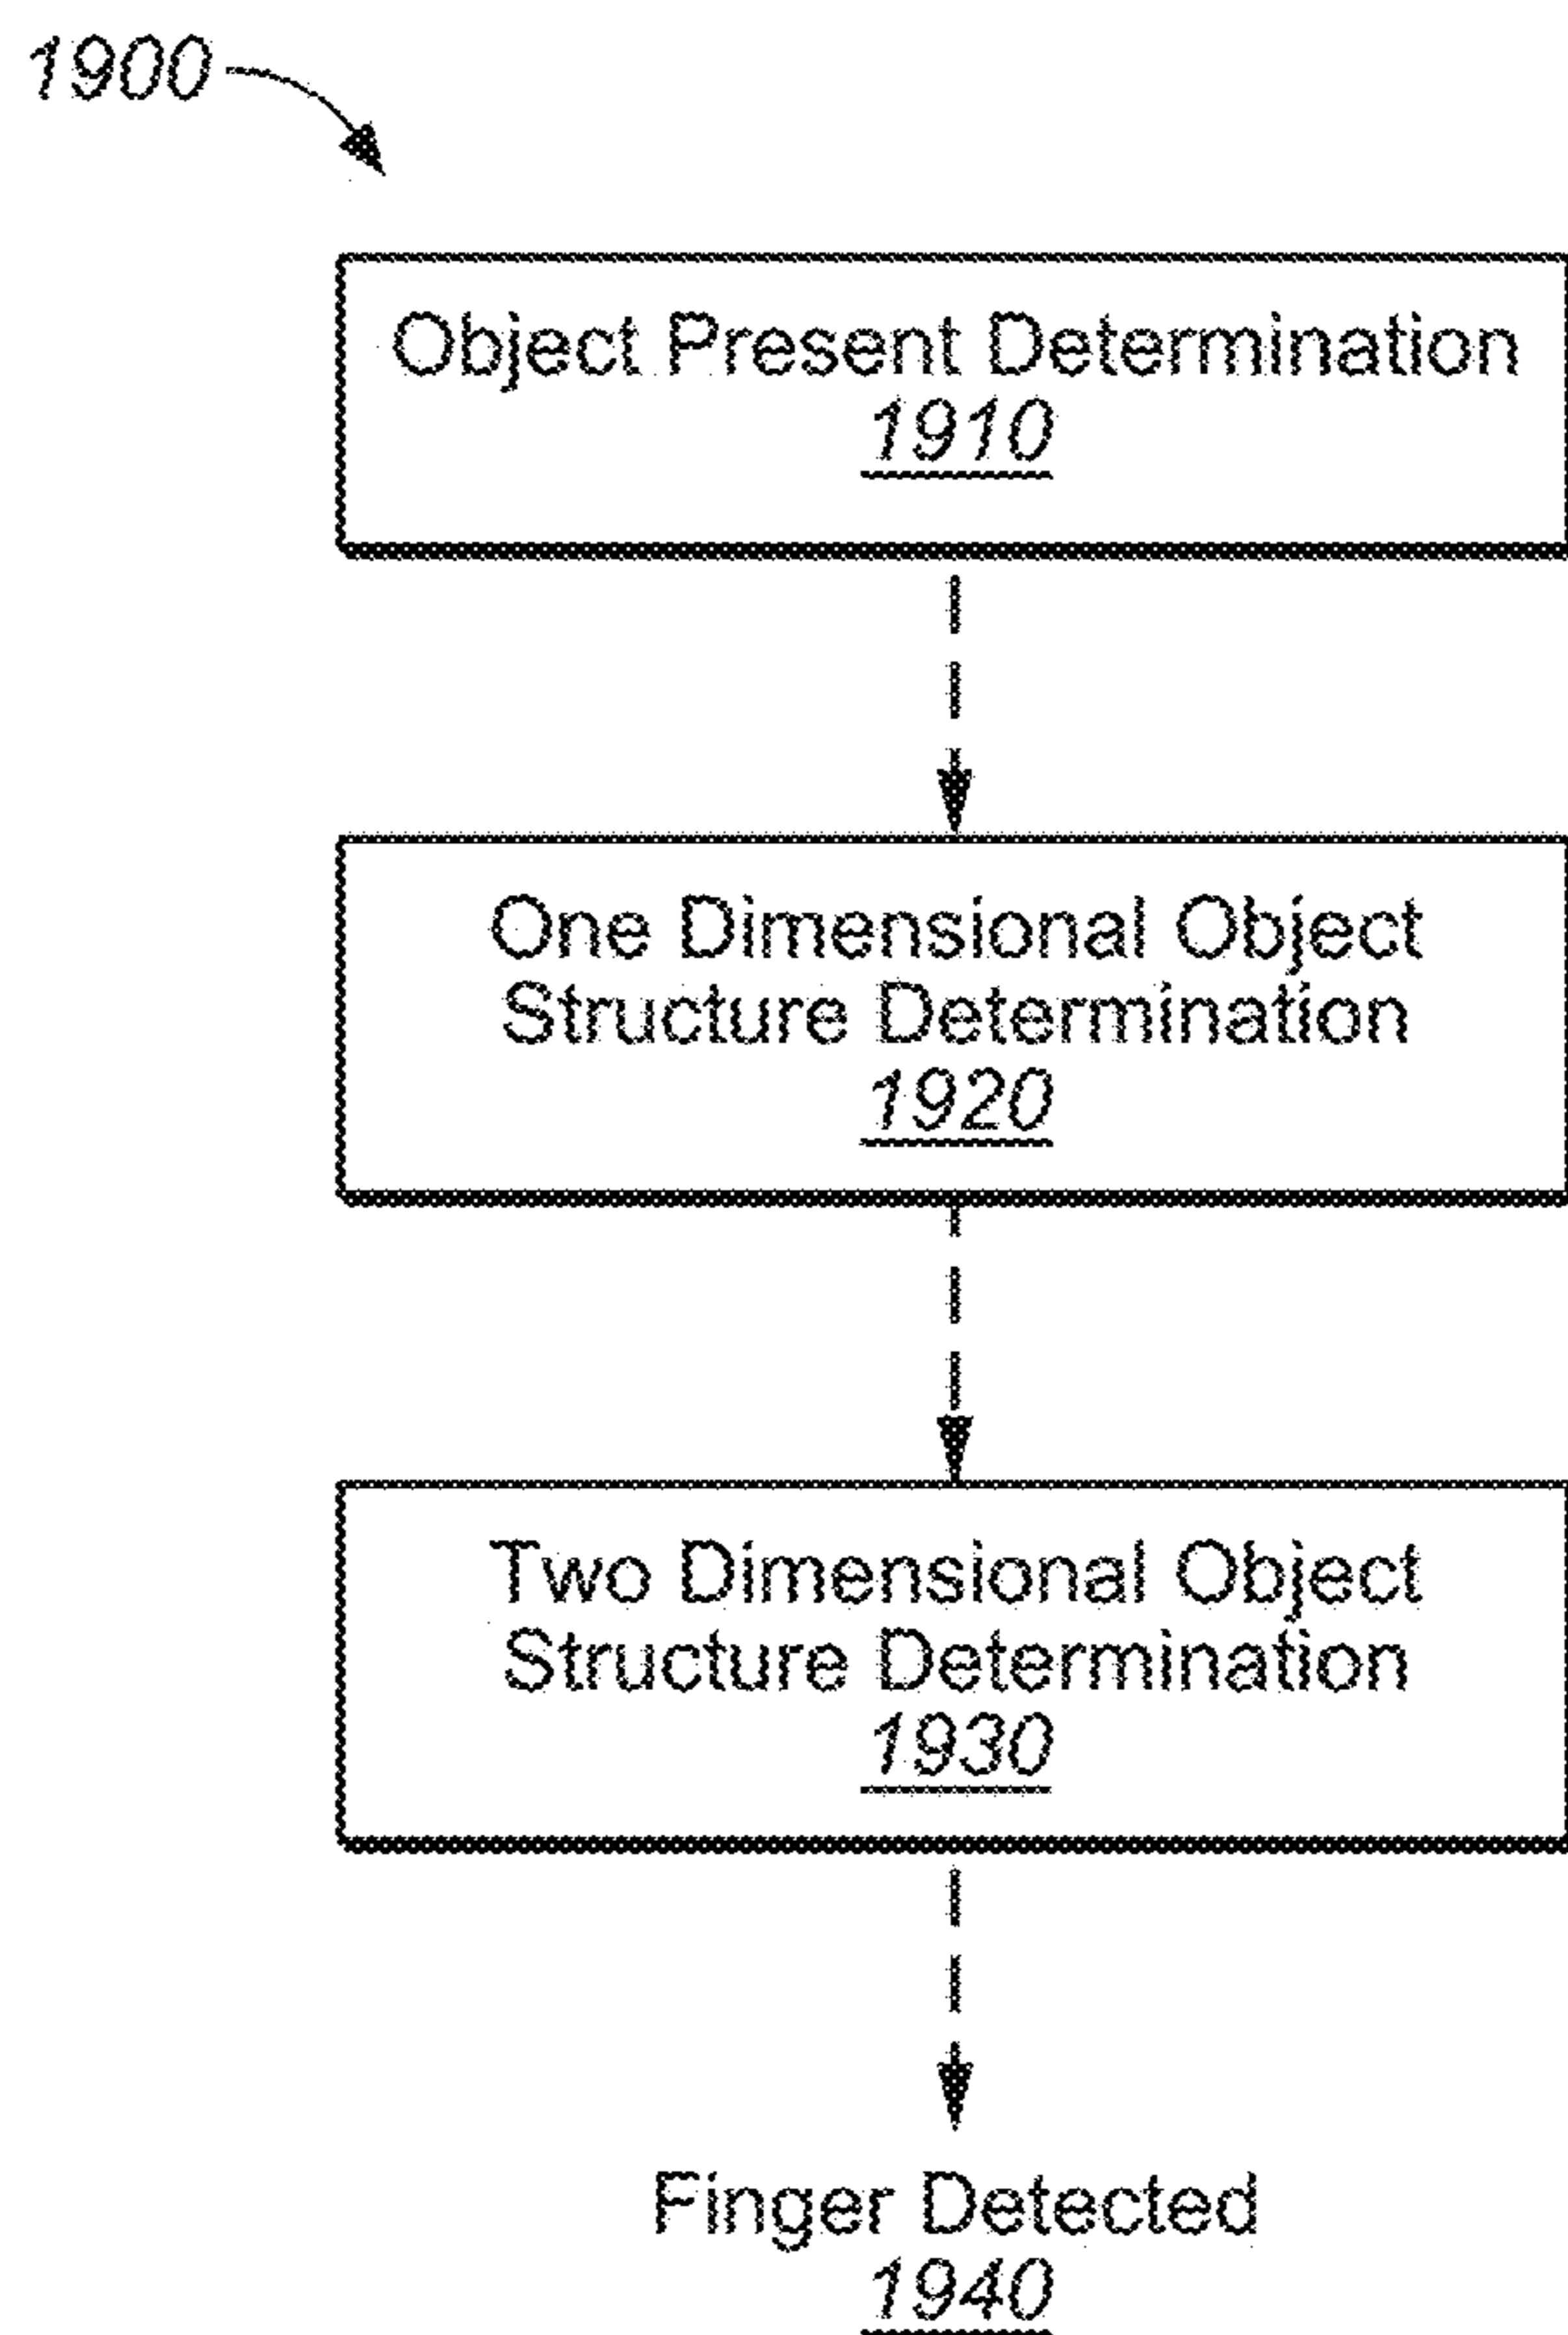 1900
Object Present Determination
1910
One Dimensional Object
Structure Determination
1920
Two Dimensional Object
Structure Determination
1930
Finger Detected
1940